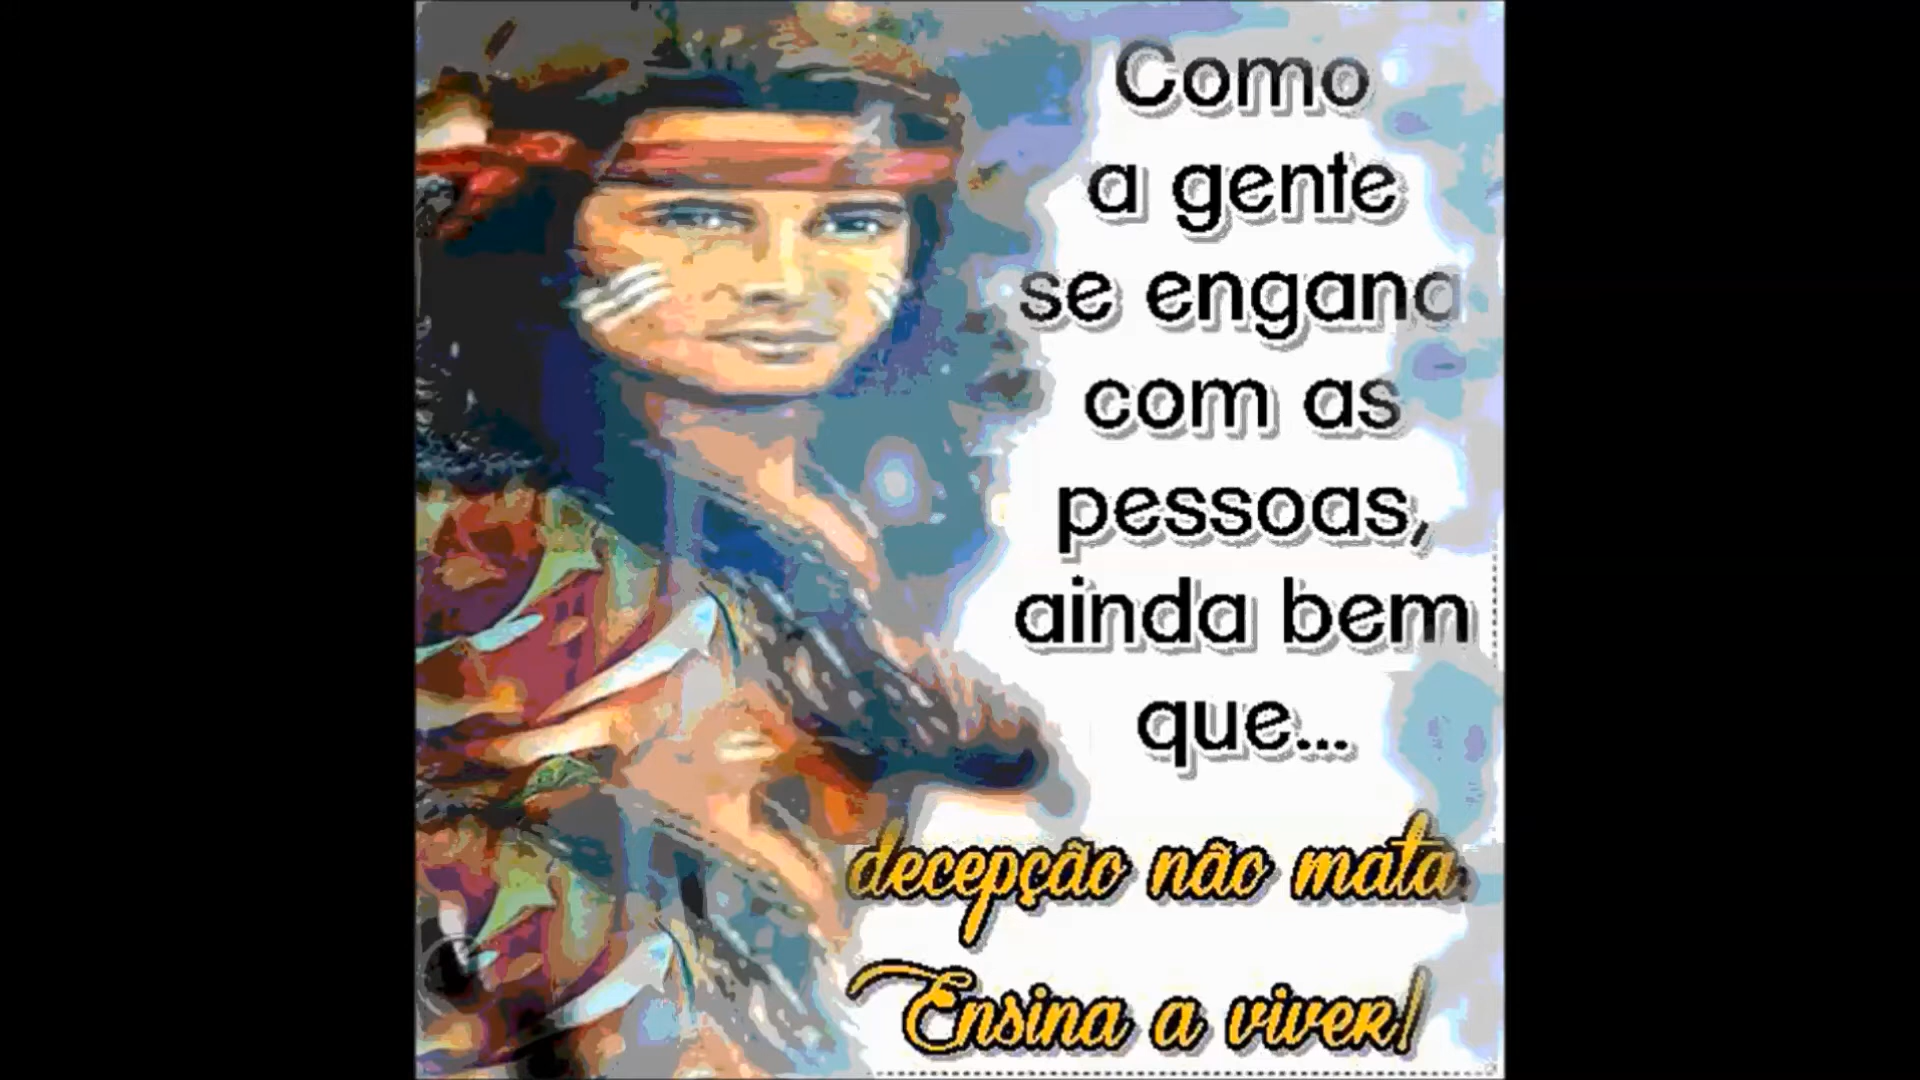 Como
a gente
se engana
com as
pessoas,
ainda bem
que...
decepção não mata.
Ensina a viver!